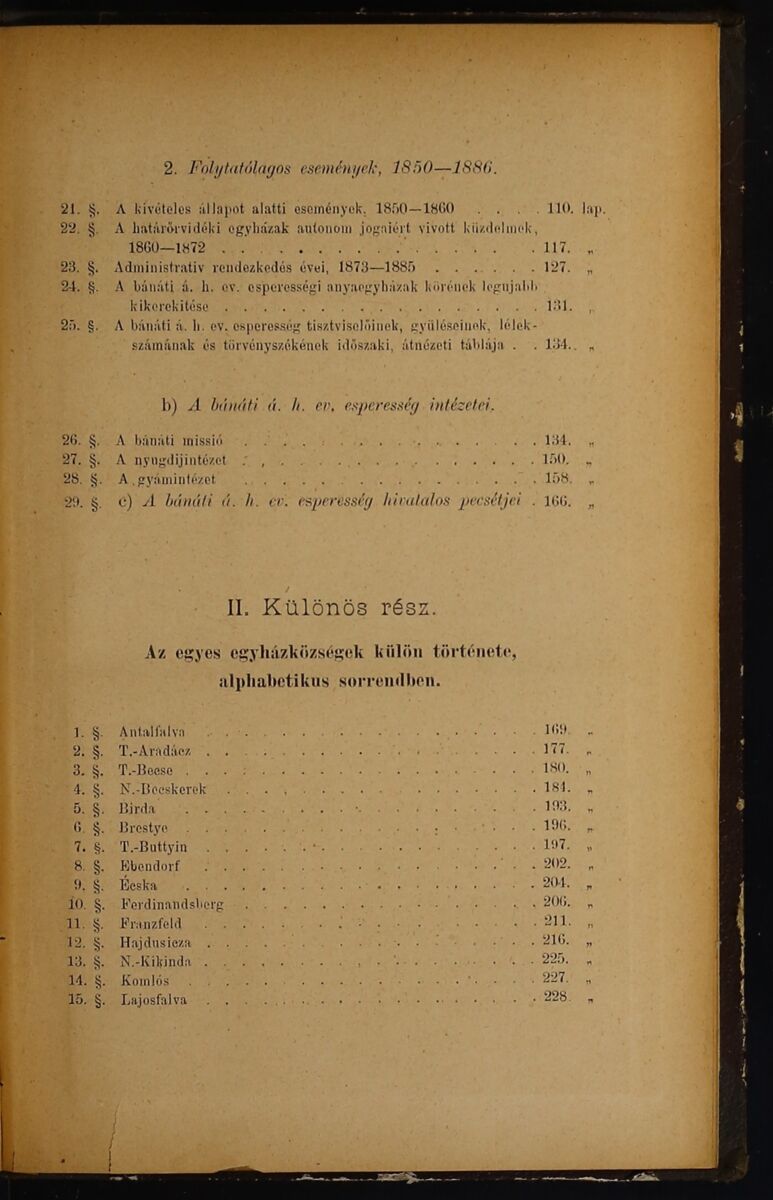 2. Folytatólagos események, 1850—1886.
21. §. A kivételes állapot alatti események, 1850—1860 . . . . 110. lap.
22. §. A határőrvidéki egyházak autonom jogaiért vivott küzdelmek,
1860—1872 . . . . . . . . . . . . . . . 117. „
23. §. Administrativ rendezkedés évei, 1873—1885 . . . . . . 127. „
24. §. A bánáti á. h. ev. esperességi anyaegyházak körének legujabb
kikerekitése . . . . . . . . . . . . . . . 131. „
25. §. A bánáti á. h. ev. esperesség tisztviselőinek, gyüléseinek, lélek-
számának és törvényszékének időszaki, átnézeti táblája . . 134. „
b) A bánáti á. h. ev. esperesség intézetei.
26. §. A bánáti missió . . . . . . . . . . . . . . 134. „
27. §. A nyugdijintézet . . . . . . . . . . . . . . 150. „
28. §. A gyámintézet . . . . . . . . . . . . . . 158. „
29. §. c) A bánáti á. h. ev. esperesség hivatalos pecsétjei . 166. „
II. Különös rész.
Az egyes egyházközségek külön története,
alphabetikus sorrendben.
1. §. Antalfalva . . . . . . . . . . . . . . 169. „
2. §. T.-Aradácz . . . . . . . . . . . . . . 177. „
3. §. T.-Becse . . . . . . . . . . . . . . 180. „
4. §. N.-Becskerek . . . . . . . . . . . . . . 184. „
5. §. Birda . . . . . . . . . . . . . . 193. „
6. §. Brestye . . . . . . . . . . . . . . 196. „
7. §. T.-Buttyin . . . . . . . . . . . . . . 197. „
8. §. Ebendorf . . . . . . . . . . . . . . 202. „
9. §. Écska . . . . . . . . . . . . . . 204. „
10. §. Ferdinandsberg . . . . . . . . . . . . . . 206. „
11. §. Franzfeld . . . . . . . . . . . . . . 211. „
12. §. Hajdusicza . . . . . . . . . . . . . . 216. „
13. §. N.-Kikinda . . . . . . . . . . . . . . 225. „
14. §. Komlós . . . . . . . . . . . . . . 227. „
15. §. Lajosfalva . . . . . . . . . . . . . . 228 „